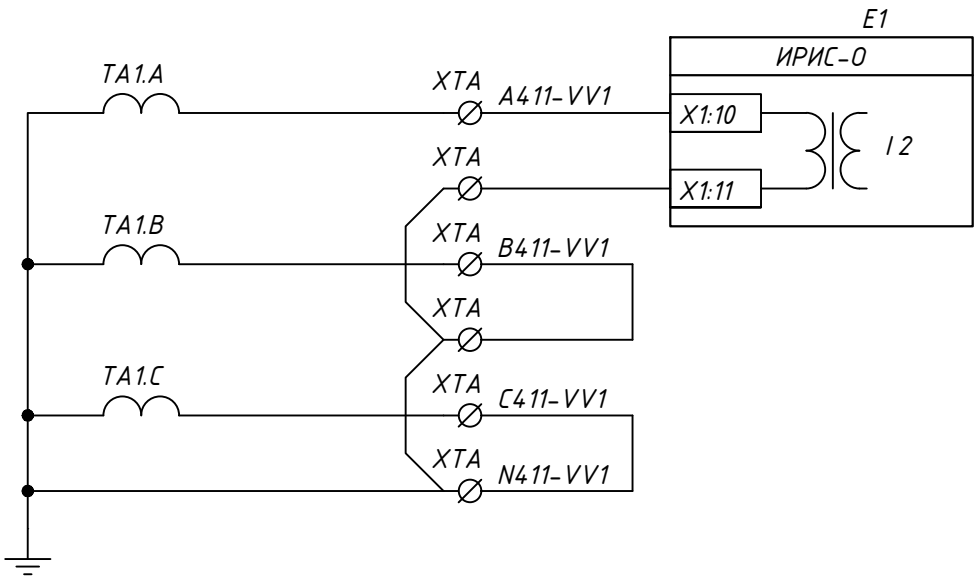 E1
ИРИС-О
TA1.A
XTA
A411-VV1
X1:10
I 2
XTA
X1:11
TA1.B
XTA
B411-VV1
XTA
TA1.C
XTA
C411-VV1
XTA
N411-VV1